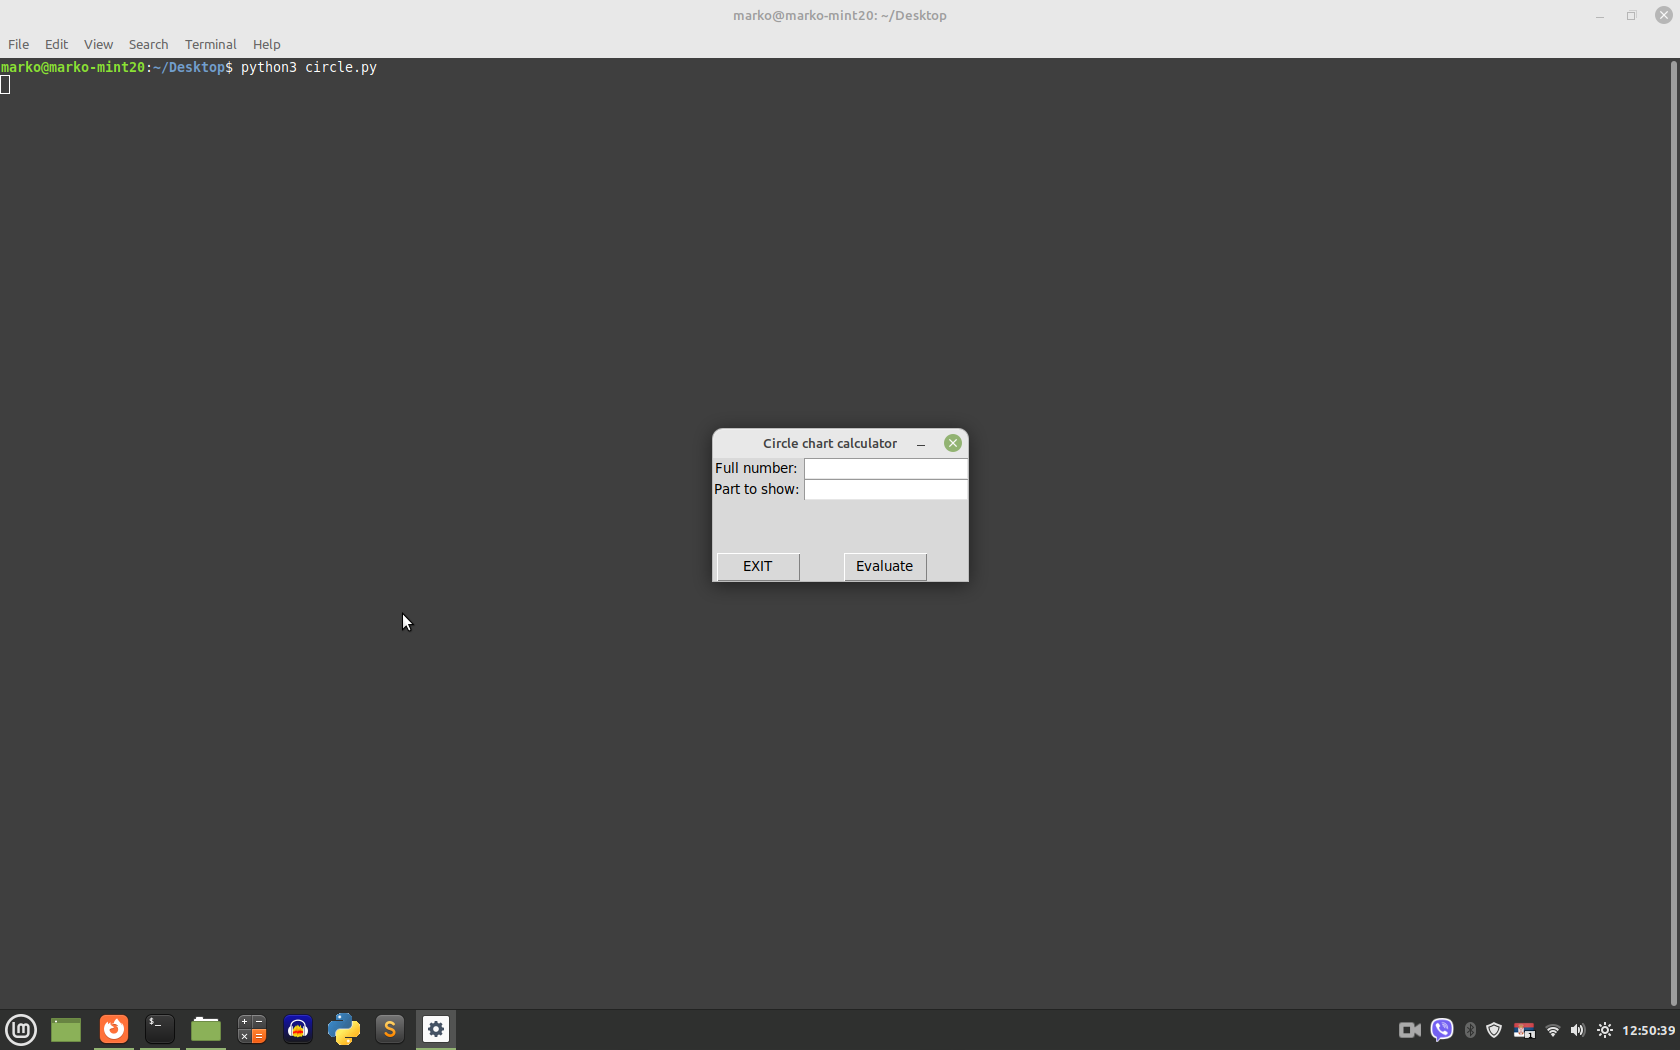 marko@marko-mint20: ~/Desktop
File Edit View Search Terminal Help
marko@marko-mint20:~/Desktop$ python3 circle.py
Circle chart calculator
Full number:
Part to show:
EXIT Evaluate
12:50:39